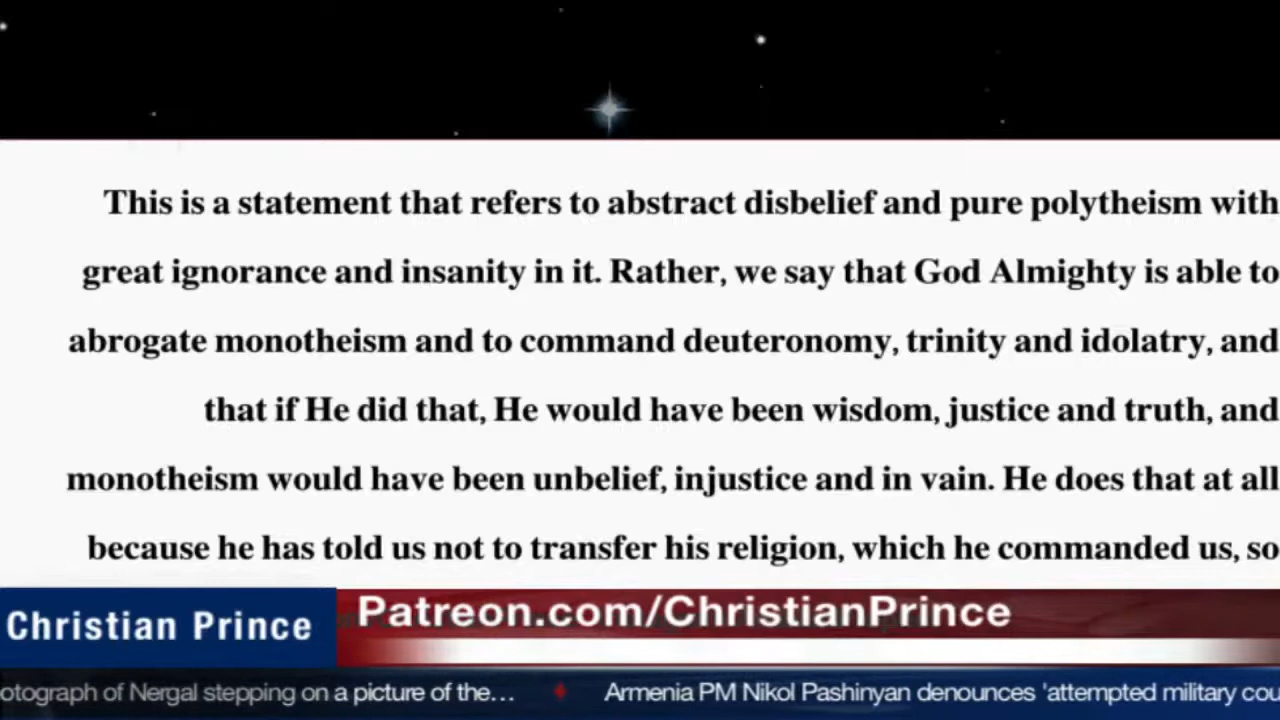 This is a statement that refers to abstract disbelief and pure polytheism with
great ignorance and insanity in it. Rather, we say that God Almighty is able to
abrogate monotheism and to command deuteronomy, trinity and idolatry, and
that if He did that, He would have been wisdom, justice and truth, and
monotheism would have been unbelief, injustice and in vain. He does that at all
because he has told us not to transfer his religion, which he commanded us, so
Christian Prince
Patreon.com/ChristianPrince
otograph of Nergal stepping on a picture of the… Armenia PM Nikol Pashinyan denounces 'attempted military cou